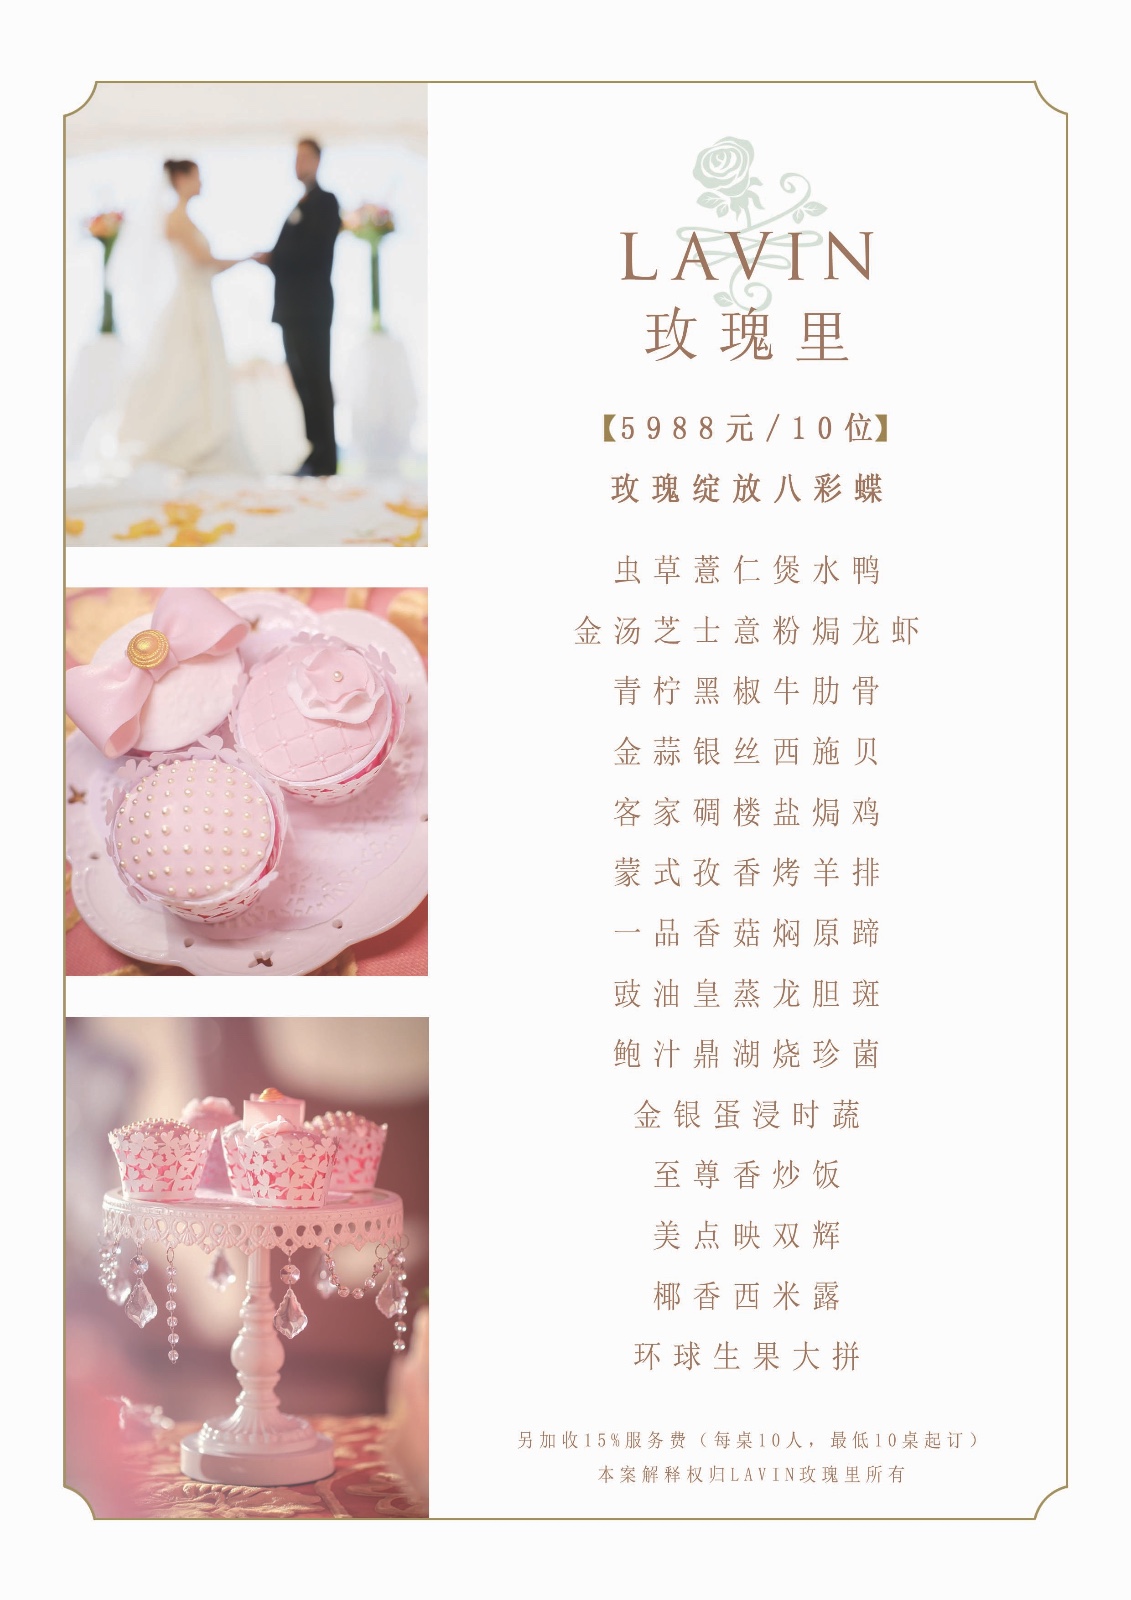 LAVIN
玫瑰里
【5988元/10位】
玫瑰绽放八彩蝶
虫草薏仁煲水鸭
金汤芝士意粉焗龙虾
青柠黑椒牛肋骨
金蒜银丝西施贝
客家碉楼盐焗鸡
蒙式孜香烤羊排
一品香菇焖原蹄
豉油皇蒸龙胆斑
鲍汁鼎湖烧珍菌
金银蛋浸时蔬
至尊香炒饭
美点映双辉
椰香西米露
环球生果大拼
另加收15%服务费（每桌10人，最低10桌起订）
本案解释权归LAVIN玫瑰里所有